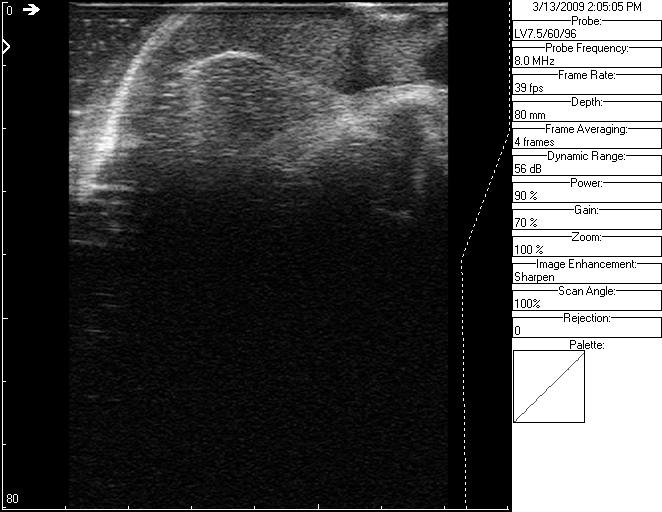 0
80
3/13/2009 2:05:05 PM
Probe:
LV7.5/60/96
Probe Frequency:
8.0 MHz
Frame Rate:
39 fps
Depth:
80 mm
Frame Averaging:
4 frames
Dynamic Range:
56 dB
Power:
90 %
Gain:
70 %
Zoom:
100 %
Image Enhancement:
Sharpen
Scan Angle:
100%
Rejection:
0
Palette: